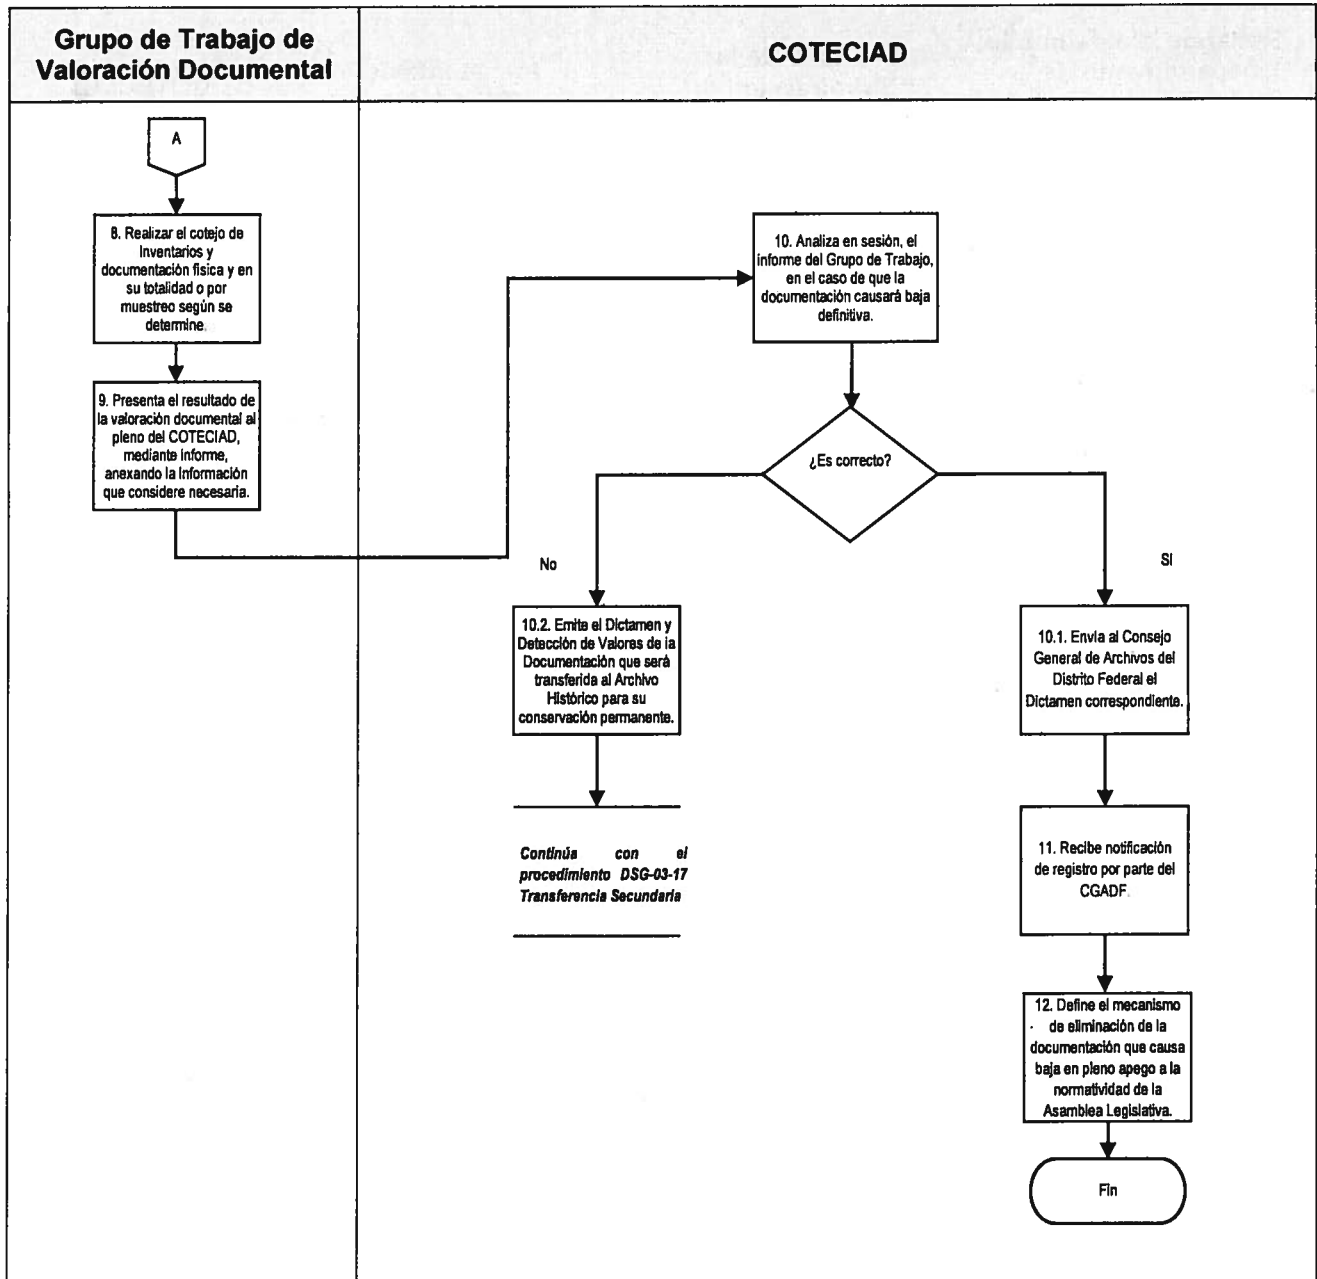 Grupo de Trabajo de
Valoración Documental
COTECIAD
A
8. Realizar el cotejo de
Inventarios y
documentación física y en
su totalidad o por
muestreo según se
determine.
9. Presenta el resultado de
la valoración documental al
pleno del COTECIAD,
mediante informe,
anexando la información
que considere necesaria.
10. Analiza en sesión, el
informe del Grupo de Trabajo,
en el caso de que la
documentación causará baja
definitiva.
¿Es correcto?
No
Si
10.2. Emite el Dictamen y
Detección de Valores de la
Documentación que será
transferida al Archivo
Histórico para su
conservación permanente.
Continúa con el
procedimiento DSG-03-17
Transferencia Secundaria
10.1. Envía al Consejo
General de Archivos del
Distrito Federal el
Dictamen correspondiente.
11. Recibe notificación
de registro por parte del
CGADF.
12. Define el mecanismo
de eliminación de la
documentación que causa
baja en pleno apego a la
normatividad de la
Asamblea Legislativa.
Fin